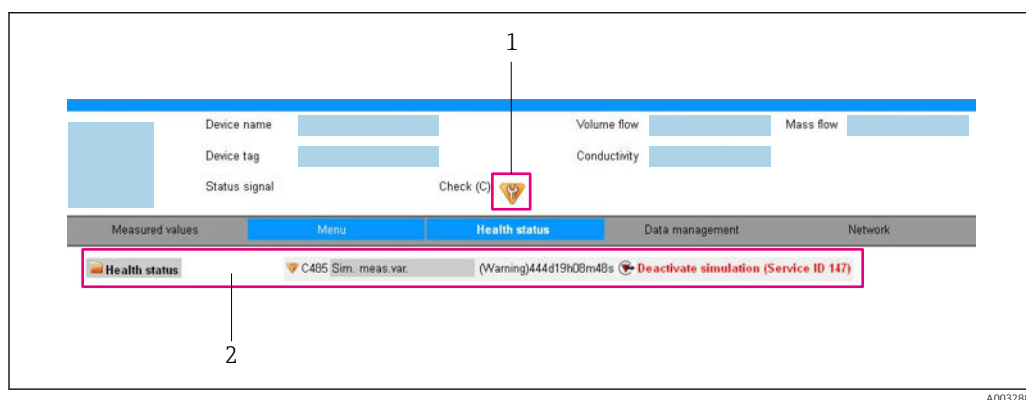 1
Device name Volume flow Mass flow
Device tag Conductivity
Status signal Check (C)
Measured values Menu Health status Data management Network
Health status C485 Sim. meas.var. (Warning)444d19h08m48s Deactivate simulation (Service ID 147)
2